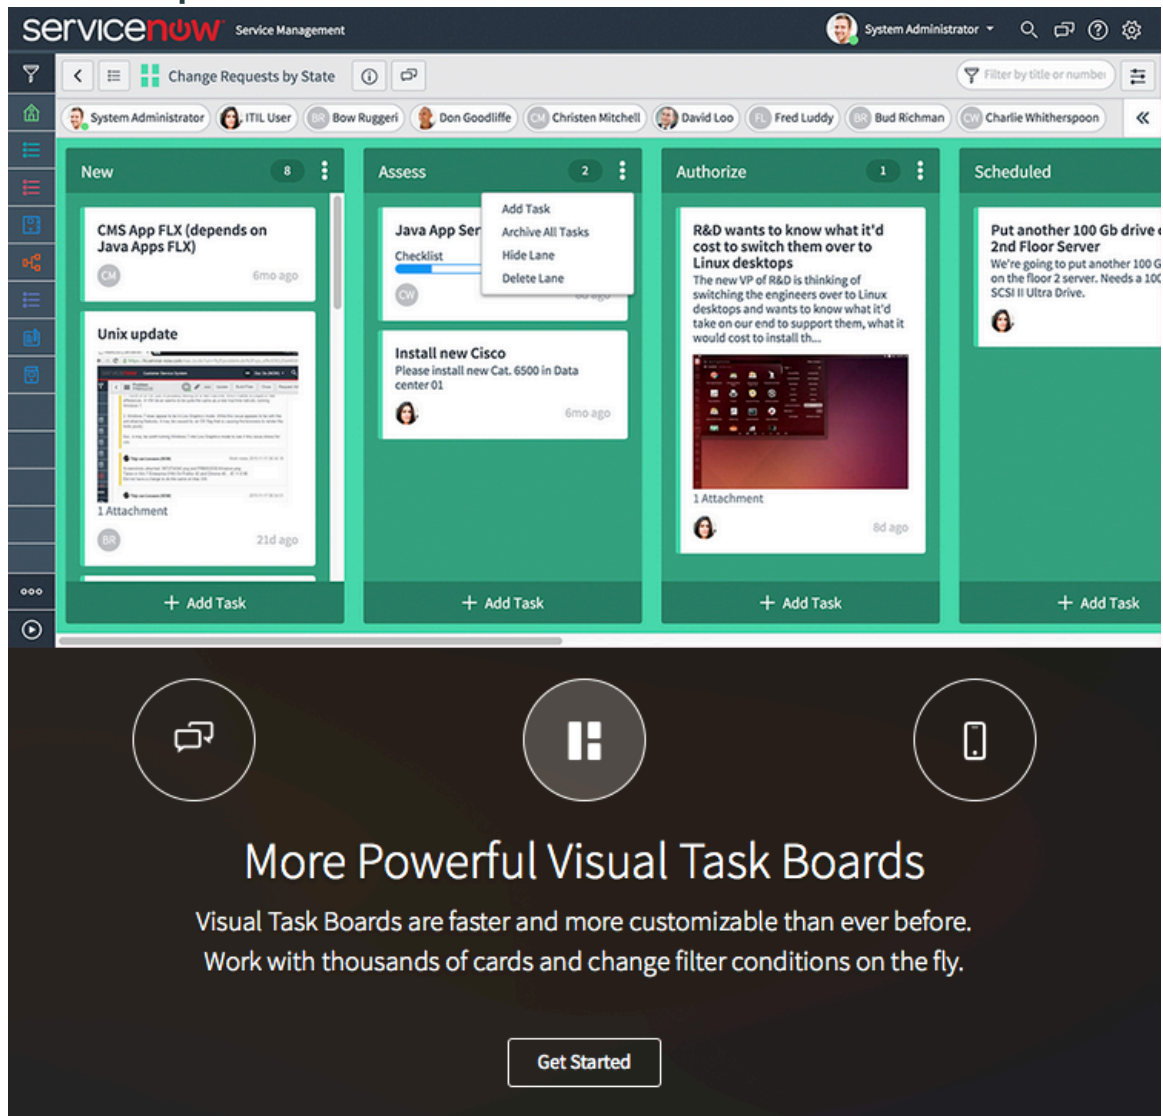 servicenow Service Management
System Administrator
Change Requests by State
Filter by title or number
System Administrator
ITIL User
BR Bow Ruggeri
Don Goodliffe
CM Christen Mitchell
David Loo
FL Fred Luddy
BR Bud Richman
CW Charlie Whitherspoon
New 8
CMS App FLX (depends on
Java Apps FLX)
CM 6mo ago
Unix update
1 Attachment
BR 21d ago
+ Add Task
Assess 2
Add Task
Archive All Tasks
Hide Lane
Delete Lane
Java App Ser
Checklist
CW
Install new Cisco
Please install new Cat. 6500 in Data
center 01
6mo ago
+ Add Task
Authorize 1
R&D wants to know what it'd
cost to switch them over to
Linux desktops
The new VP of R&D is thinking of
switching the engineers over to Linux
desktops and wants to know what it'd
take on our end to support them, what it
would cost to install th...
1 Attachment
8d ago
+ Add Task
Scheduled
Put another 100 Gb drive
2nd Floor Server
We're going to put another 100 G
on the floor 2 server. Needs a 100
SCSI II Ultra Drive.
+ Add Task
More Powerful Visual Task Boards
Visual Task Boards are faster and more customizable than ever before.
Work with thousands of cards and change filter conditions on the fly.
Get Started